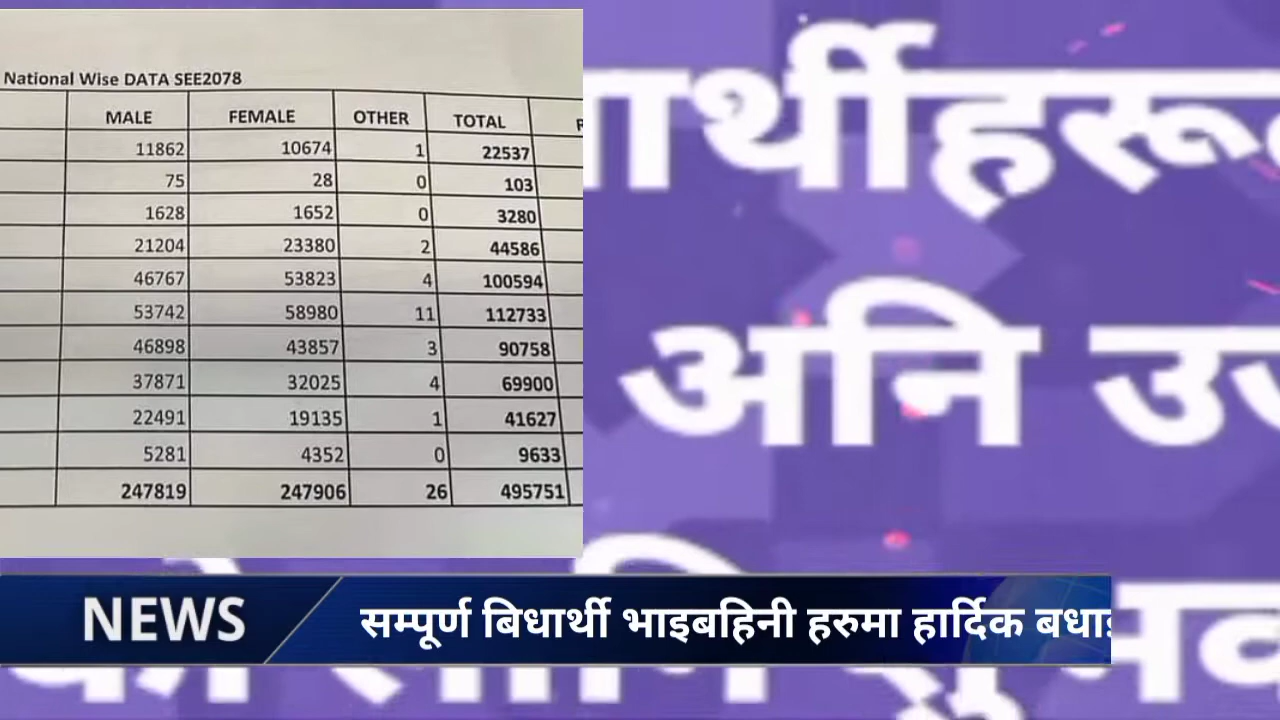 National Wise DATA SEE2078
MALE FEMALE OTHER TOTAL
11862 10674 1 22537
75 28 0 103
1628 1652 0 3280
21204 23380 2 44586
46767 53823 4 100594
53742 58980 11 112733
46898 43857 3 90758
37871 32025 4 69900
22491 19135 1 41627
5281 4352 0 9633
247819 247906 26 495751
अनि
NEWS सम्पूर्ण बिधार्थी भाइबहिनी हरुमा हार्दिक